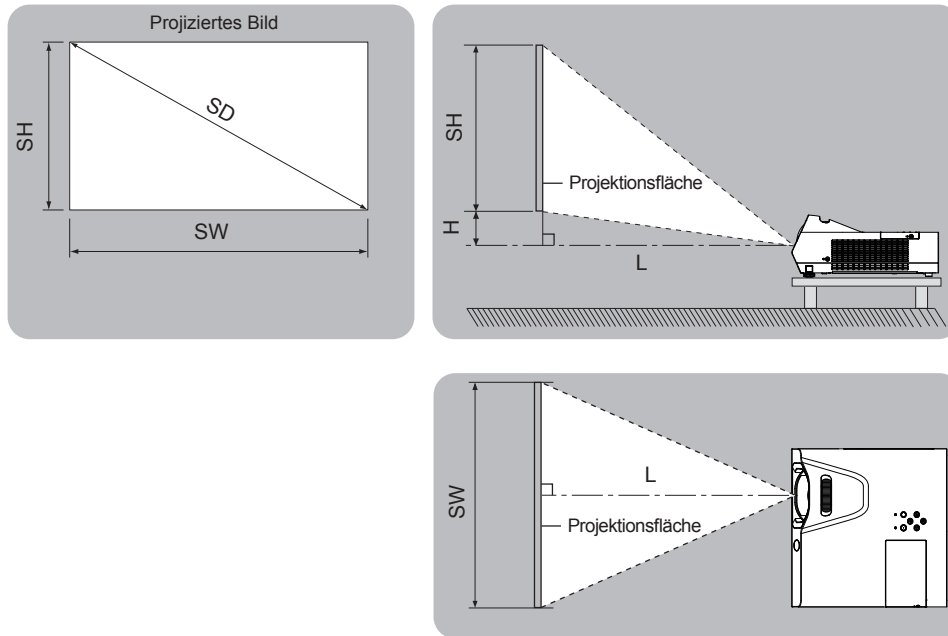 Projiziertes Bild
SH
SD
SW
SH
Projektionsfläche
H
L
SW
L
Projektionsfläche